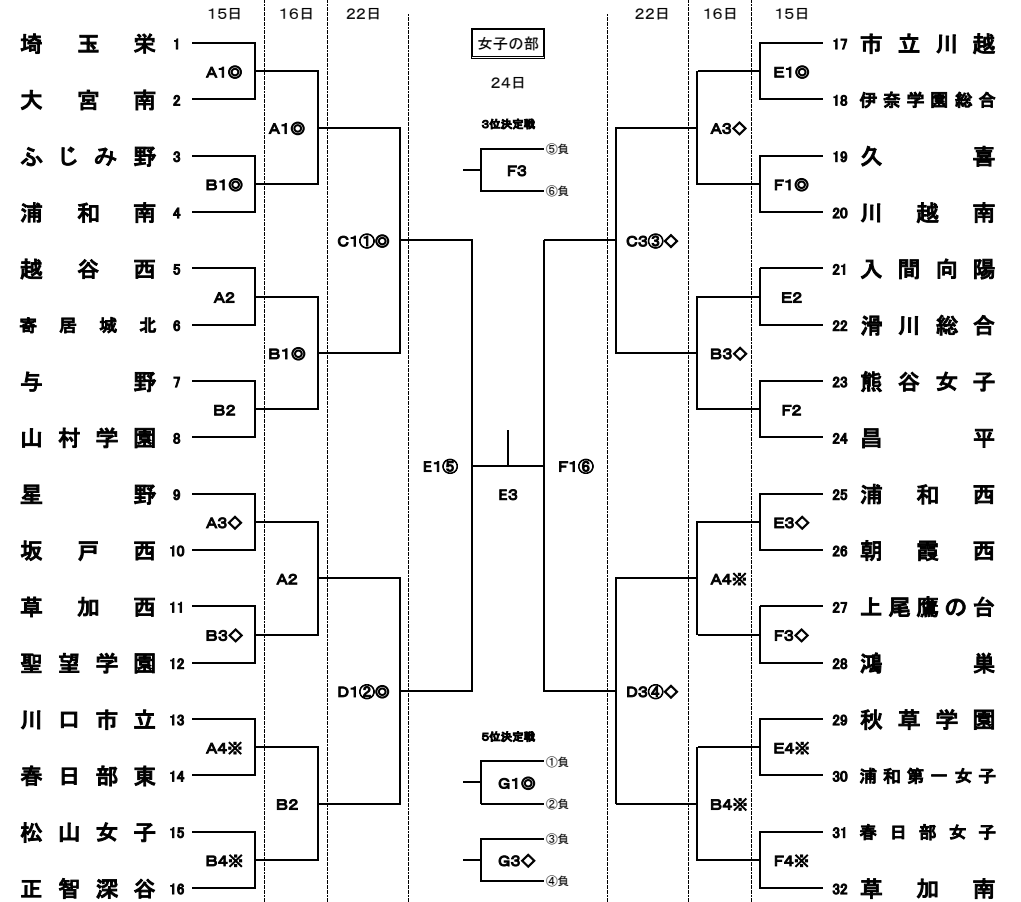 15日 16日 22日 22日 16日 15日
女子の部
24日
3位決定戦
⑤負
F3
⑥負
埼玉栄 1
A1◎
大宮南 2
A1◎
ふじみ野 3
B1◎
浦和南 4
C1①◎
越谷西 5
A2
寄居城北 6
B1◎
与野 7
B2
山村学園 8
E1⑤
星野 9
A3◇
坂戸西 10
A2
草加西 11
B3◇
聖望学園 12
D1②◎
川口市立 13
A4※
春日部東 14
B2
松山女子 15
B4※
正智深谷 16
E3
17 市立川越
E1◎
18 伊奈学園総合
A3◇
19 久喜
F1◎
20 川越南
C3③◇
21 入間向陽
E2
22 滑川総合
B3◇
23 熊谷女子
F2
24 昌平
F1⑥
25 浦和西
E3◇
26 朝霞西
A4※
27 上尾鷹の台
F3◇
28 鴻巣
D3④◇
29 秋草学園
E4※
30 浦和第一女子
B4※
31 春日部女子
F4※
32 草加南
5位決定戦
①負
G1◎
②負
③負
G3◇
④負